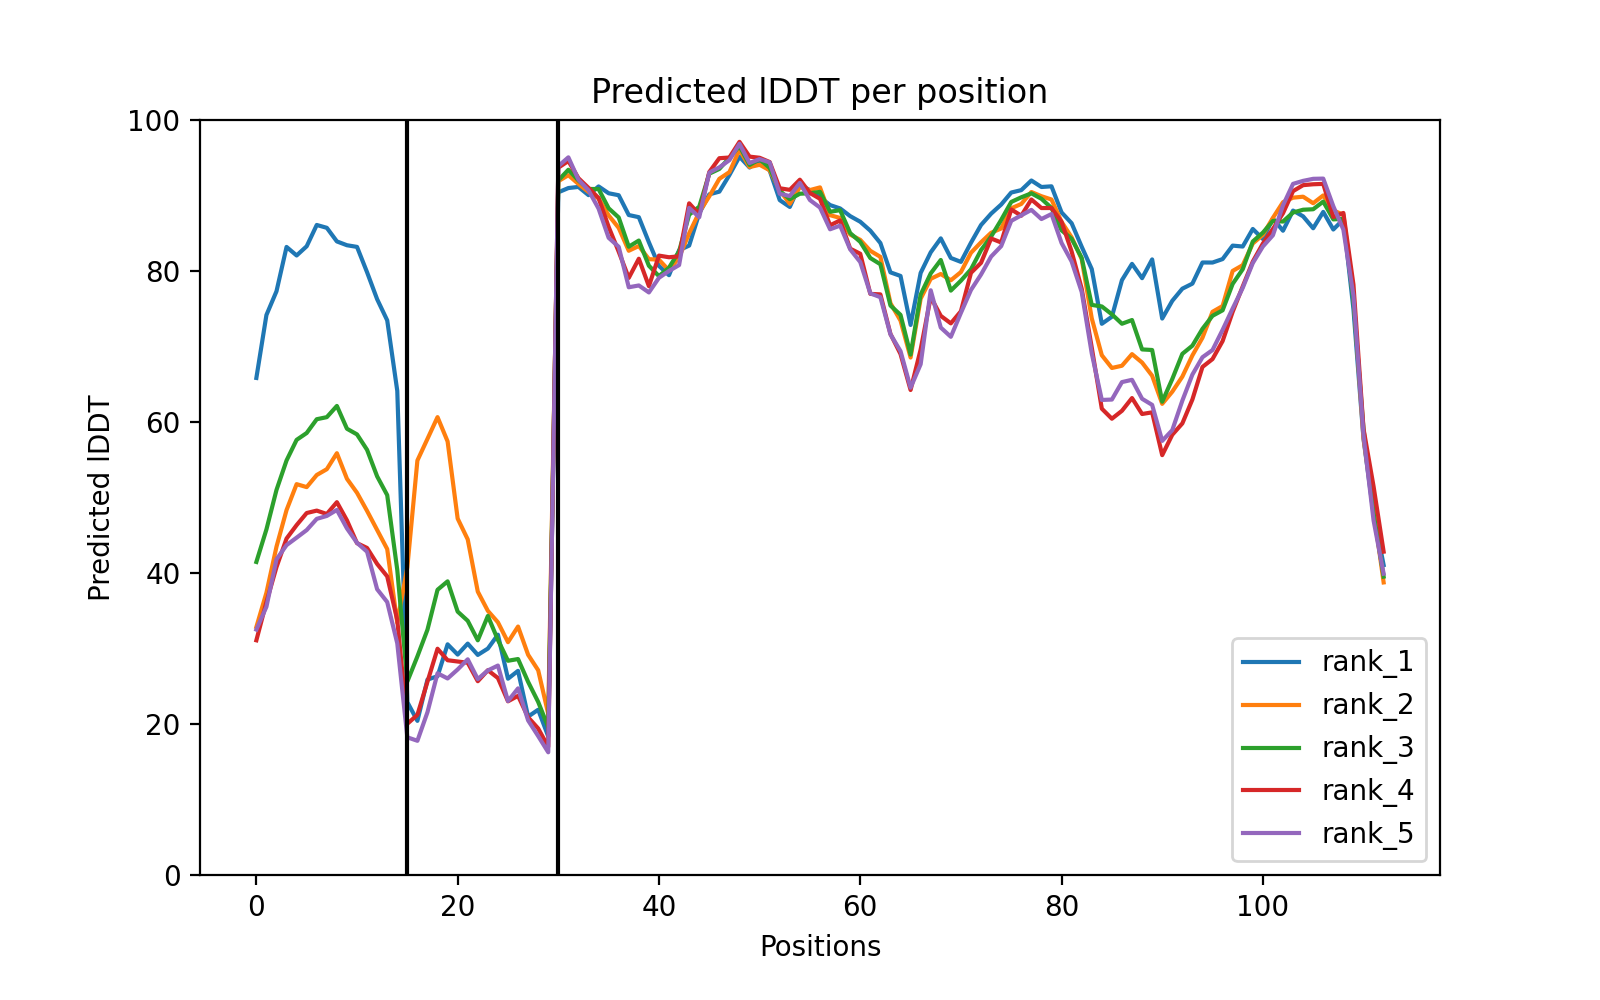 Predicted lDDT per position
100
80
60
40
20
0
Predicted lDDT
0 20 40 60 80 100
Positions
rank_1
rank_2
rank_3
rank_4
rank_5